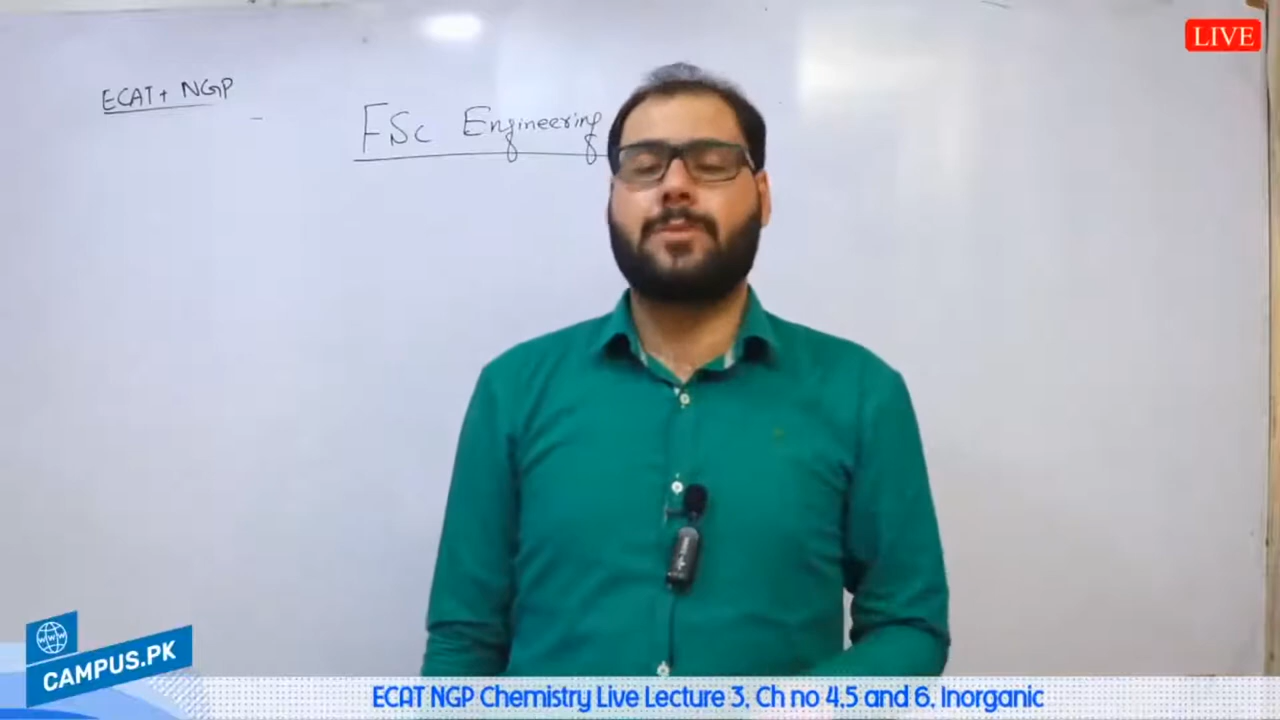 LIVE
ECAT + NGP
FSc Engineering
WWW
CAMPUS.PK
ECAT NGP Chemistry Live Lecture 3, Ch no 4,5 and 6, Inorganic